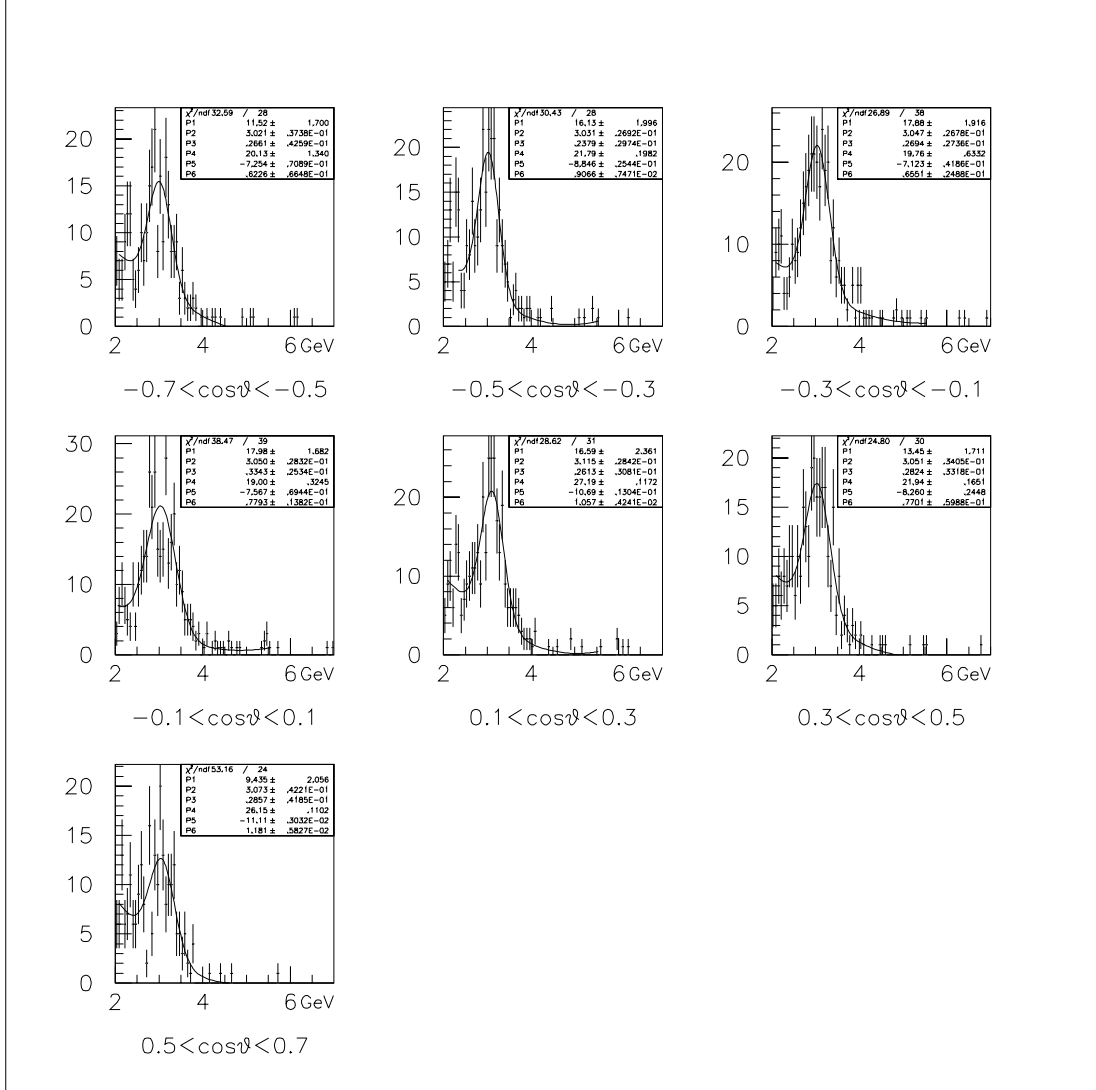 χ²/ndf 32.59 / 28
P1 11.52 ± 1.700
P2 3.021 ± .3738E-01
P3 .2661 ± .4259E-01
P4 20.13 ± 1.340
P5 -7.254 ± .7089E-01
P6 .6226 ± .6648E-01
20
15
10
5
0
2 4 6 GeV
-0.7<cosϑ<-0.5
χ²/ndf 30.43 / 28
P1 16.13 ± 1.996
P2 3.031 ± .2692E-01
P3 .2379 ± .2974E-01
P4 21.79 ± .1982
P5 -8.846 ± .2544E-01
P6 .9066 ± .7471E-02
20
15
10
5
0
2 4 6 GeV
-0.5<cosϑ<-0.3
χ²/ndf 26.89 / 38
P1 17.88 ± 1.916
P2 3.047 ± .2678E-01
P3 .2694 ± .2736E-01
P4 19.76 ± .6332
P5 -7.123 ± .4186E-01
P6 .6551 ± .2488E-01
20
10
0
2 4 6 GeV
-0.3<cosϑ<-0.1
χ²/ndf 38.47 / 39
P1 17.98 ± 1.682
P2 3.050 ± .2832E-01
P3 .3343 ± .2534E-01
P4 19.00 ± .3245
P5 -7.567 ± .6944E-01
P6 .7793 ± .1382E-01
30
20
10
0
2 4 6 GeV
-0.1<cosϑ<0.1
χ²/ndf 28.62 / 31
P1 16.59 ± 2.361
P2 3.115 ± .2842E-01
P3 .2613 ± .3081E-01
P4 27.19 ± .1172
P5 -10.69 ± .1304E-01
P6 1.057 ± .4241E-02
20
10
0
2 4 6 GeV
0.1<cosϑ<0.3
χ²/ndf 24.80 / 30
P1 13.45 ± 1.711
P2 3.051 ± .3405E-01
P3 .2824 ± .3318E-01
P4 21.94 ± .1651
P5 -8.260 ± .2448
P6 .7701 ± .5988E-01
20
15
10
5
0
2 4 6 GeV
0.3<cosϑ<0.5
χ²/ndf 53.16 / 24
P1 9.435 ± 2.056
P2 3.073 ± .4221E-01
P3 .2857 ± .4185E-01
P4 26.15 ± .1102
P5 -11.11 ± .3032E-02
P6 1.181 ± .5827E-02
20
15
10
5
0
2 4 6 GeV
0.5<cosϑ<0.7